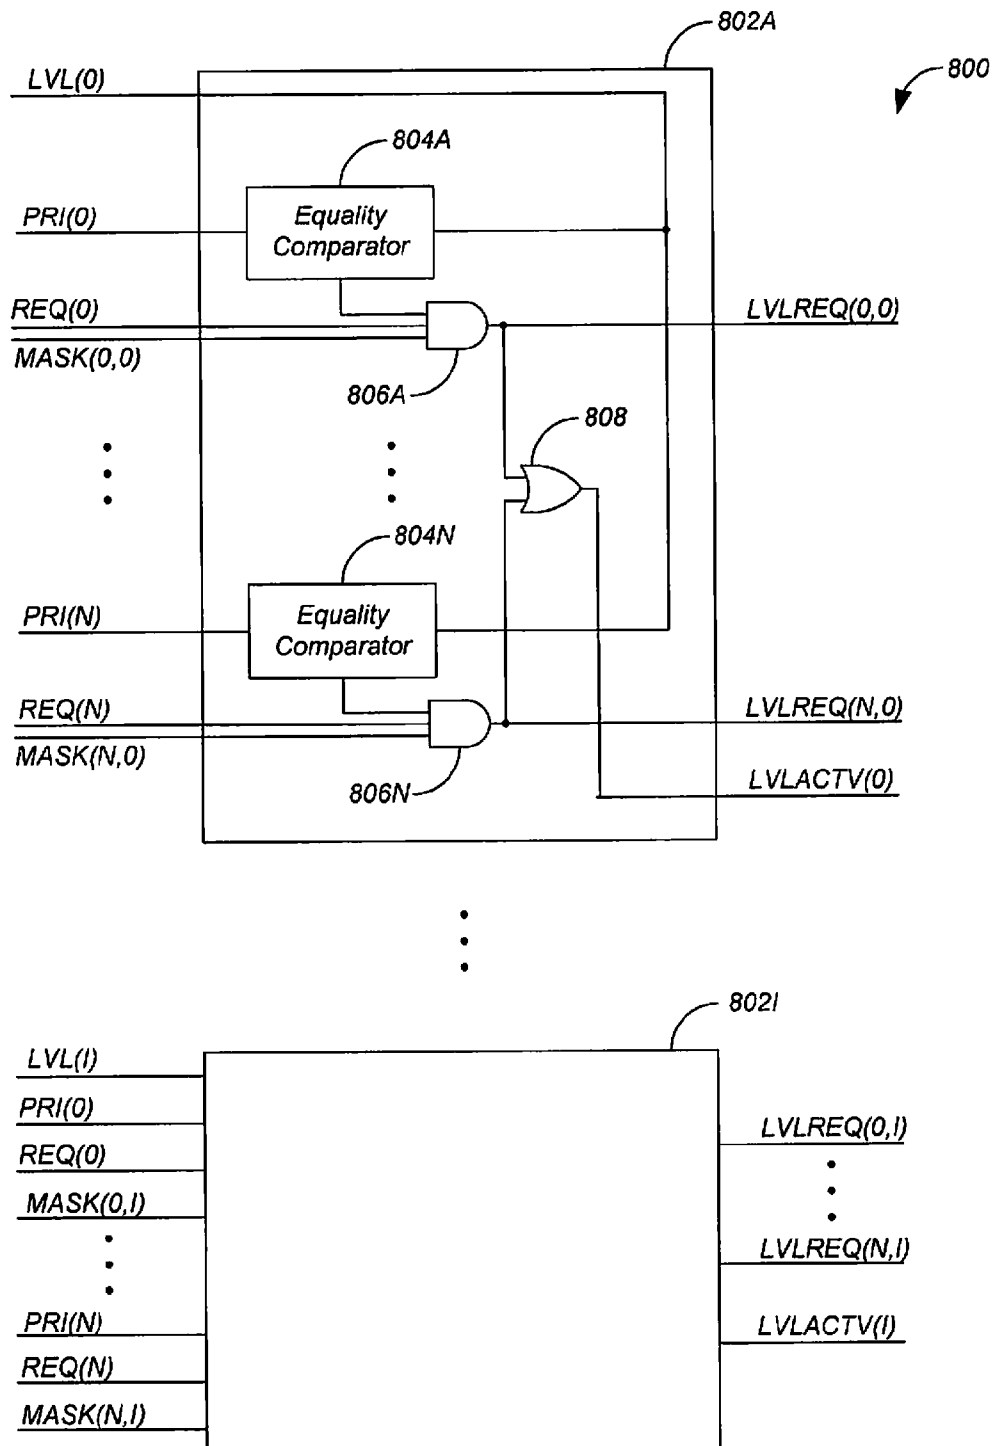 802A
800
LVL(0)
804A
PRI(0)
Equality
Comparator
REQ(0)
LVLREQ(0,0)
MASK(0,0)
806A
808
804N
PRI(N)
Equality
Comparator
REQ(N)
LVLREQ(N,0)
MASK(N,0)
806N
LVLACTV(0)
802I
LVL(I)
PRI(0)
LVLREQ(0,I)
REQ(0)
MASK(0,I)
LVLREQ(N,I)
PRI(N)
LVLACTV(I)
REQ(N)
MASK(N,I)